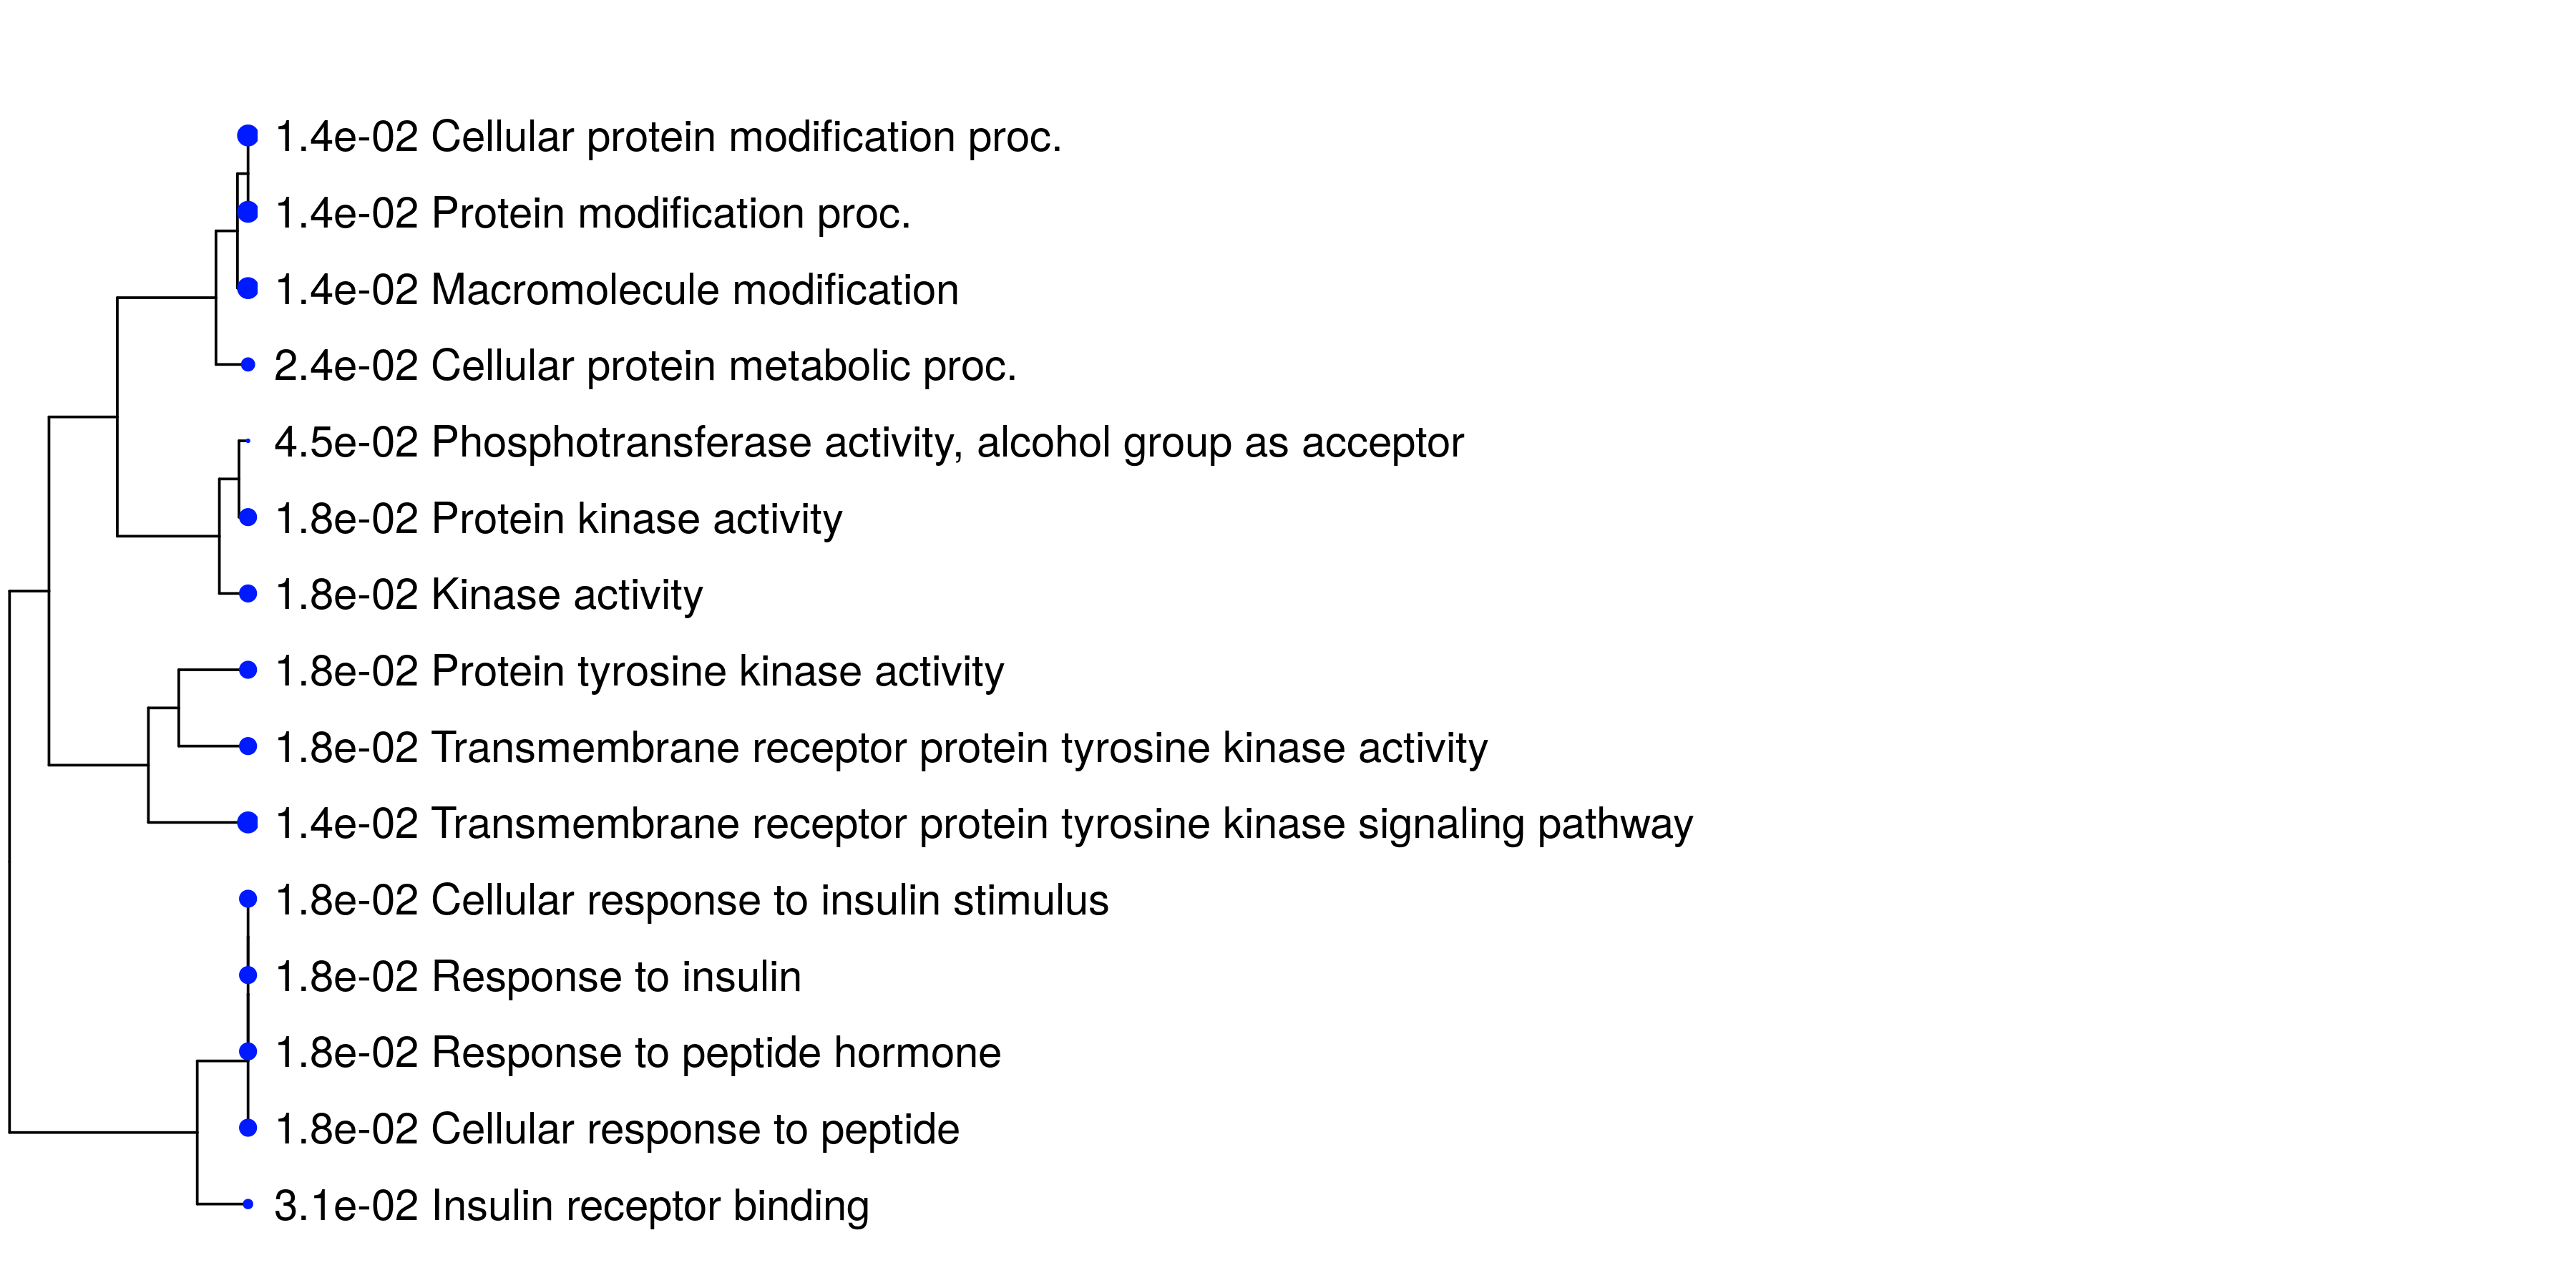 1.4e-02 Cellular protein modification proc.
1.4e-02 Protein modification proc.
1.4e-02 Macromolecule modification
2.4e-02 Cellular protein metabolic proc.
4.5e-02 Phosphotransferase activity, alcohol group as acceptor
1.8e-02 Protein kinase activity
1.8e-02 Kinase activity
1.8e-02 Protein tyrosine kinase activity
1.8e-02 Transmembrane receptor protein tyrosine kinase activity
1.4e-02 Transmembrane receptor protein tyrosine kinase signaling pathway
1.8e-02 Cellular response to insulin stimulus
1.8e-02 Response to insulin
1.8e-02 Response to peptide hormone
1.8e-02 Cellular response to peptide
3.1e-02 Insulin receptor binding